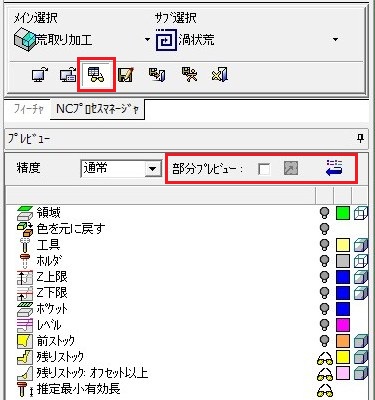 メイン選択 サブ選択
荒取り加工 渦状荒
フィーチャ NCプロセスマネージャ
プレビュー
精度 通常 部分プレビュー:
領域
色を元に戻す
工具
ホルダ
Z上限
Z下限
ポケット
レベル
前ストック
残りストック
残りストック: オフセット以上
推定最小有効長